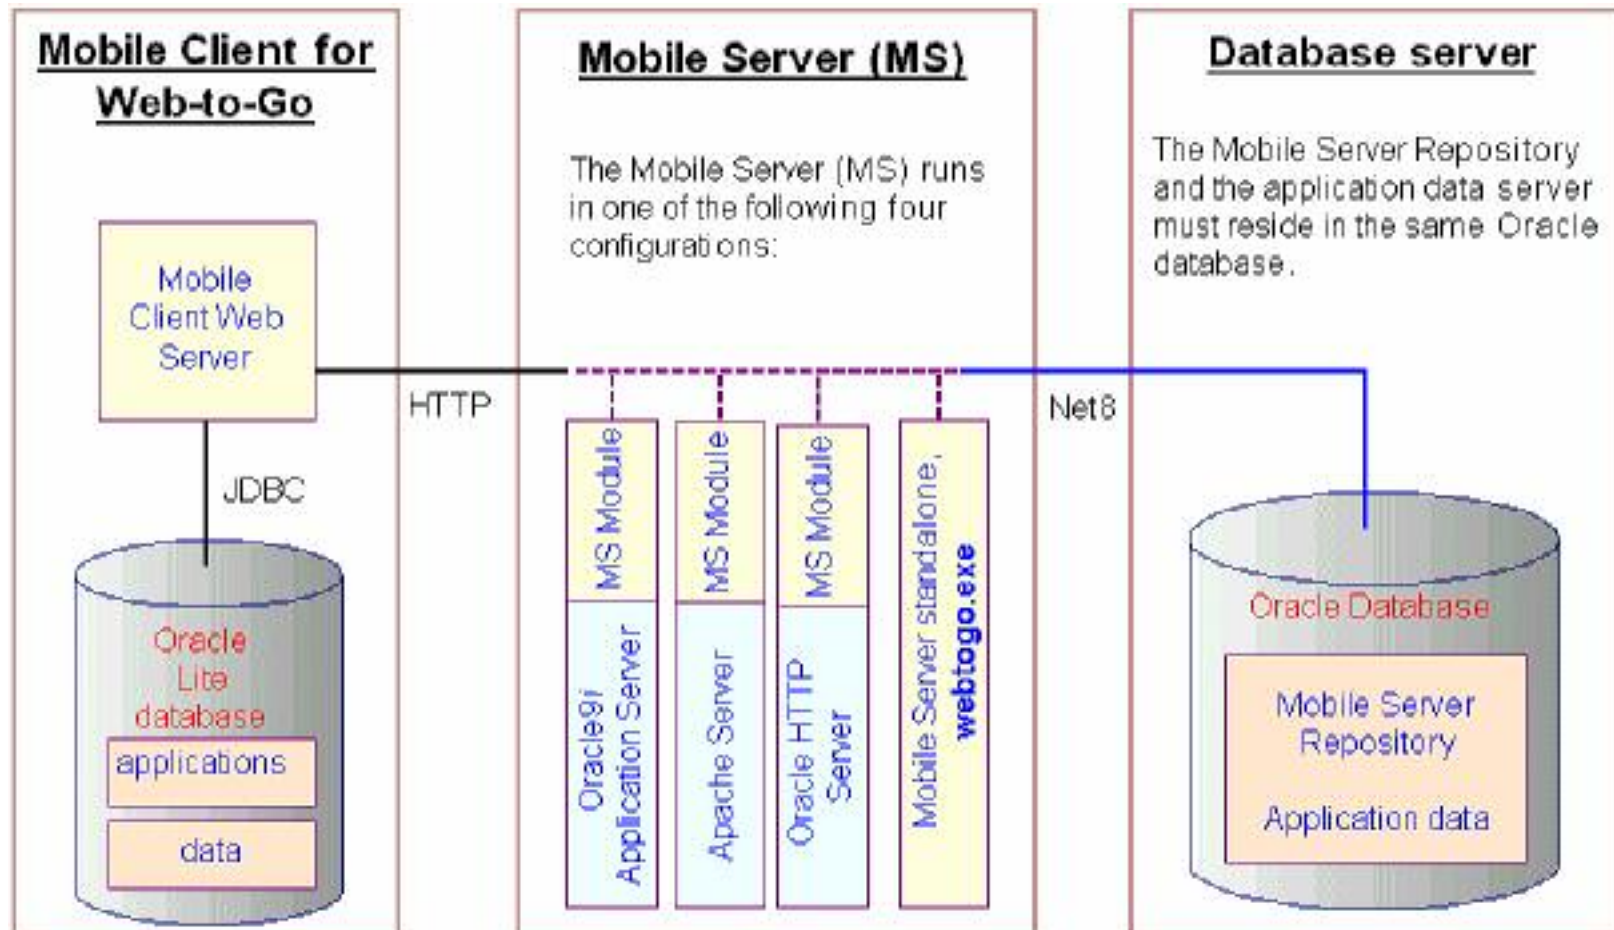 Mobile Client for
Web-to-Go
Mobile
Client Web
Server
JDBC
Oracle
Lite
database
applications
data
HTTP
Mobile Server (MS)
The Mobile Server (MS) runs
in one of the following four
configurations:
MS Module
Oracle9i
Application Server
MS Module
Apache Server
MS Module
Oracle HTTP
Server
Mobile Server standalone,
webtogo.exe
Net8
Database server
The Mobile Server Repository
and the application data server
must reside in the same Oracle
database.
Oracle Database
Mobile Server
Repository
Application data